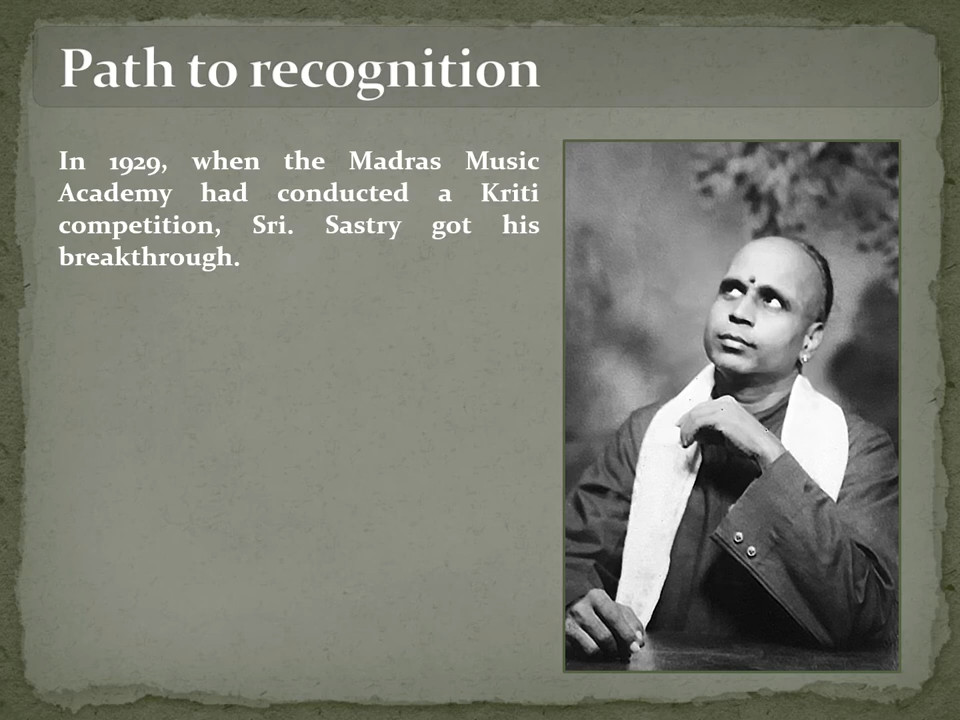 Path to recognition
In 1929, when the Madras Music
Academy had conducted a Kriti
competition, Sri. Sastry got his
breakthrough.